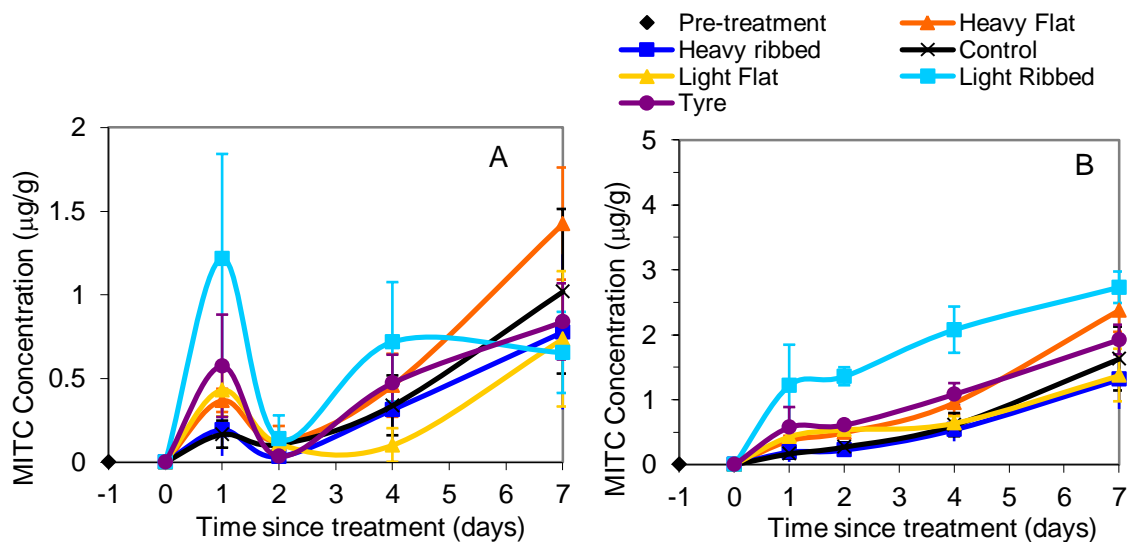 Pre-treatment Heavy Flat
Heavy ribbed Control
Light Flat Light Ribbed
Tyre
A
MITC Concentration (μg/g)
2
1.5
1
0.5
0
-1 0 1 2 3 4 5 6 7
Time since treatment (days)
B
MITC Concentration (μg/g)
5
4
3
2
1
0
-1 0 1 2 3 4 5 6 7
Time since treatment (days)